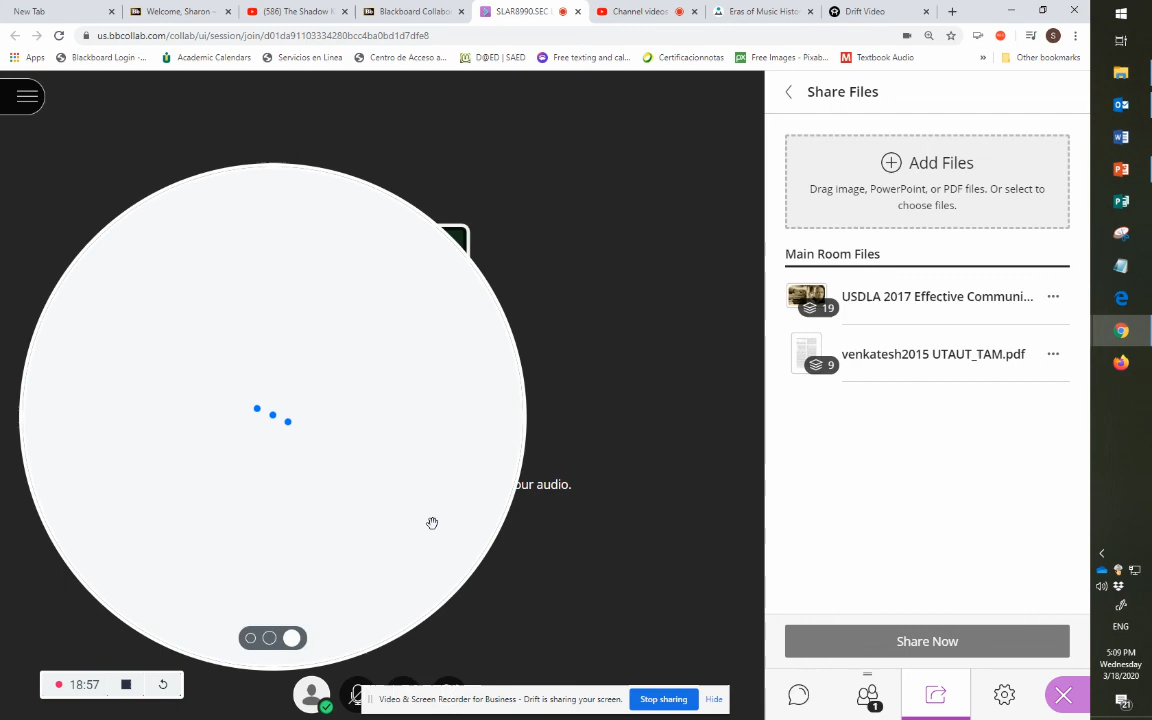 New Tab
Welcome, Sharon –
(586) The Shadow
Blackboard Collabo
SLAR8990.SEC
Channel videos
Eras of Music Histo
Drift Video
us.bbcollab.com/collab/ui/session/join/d01da91103334280bcc4ba0bd1d7dfe8
S
Apps
Blackboard Login -...
Academic Calendars
Servicios en Linea
Centro de Acceso a...
D@ED | SAED
Free texting and cal...
Certificacionnotas
Free Images - Pixab...
Textbook Audio
»
Other bookmarks
Share Files
Add Files
Drag image, PowerPoint, or PDF files. Or select to
choose files.
Main Room Files
USDLA 2017 Effective Communi...
19
venkatesh2015 UTAUT_TAM.pdf
9
our audio.
Share Now
18:57
Video & Screen Recorder for Business - Drift is sharing your screen.
Stop sharing
Hide
1
ENG
5:09 PM
Wednesday
3/18/2020
21